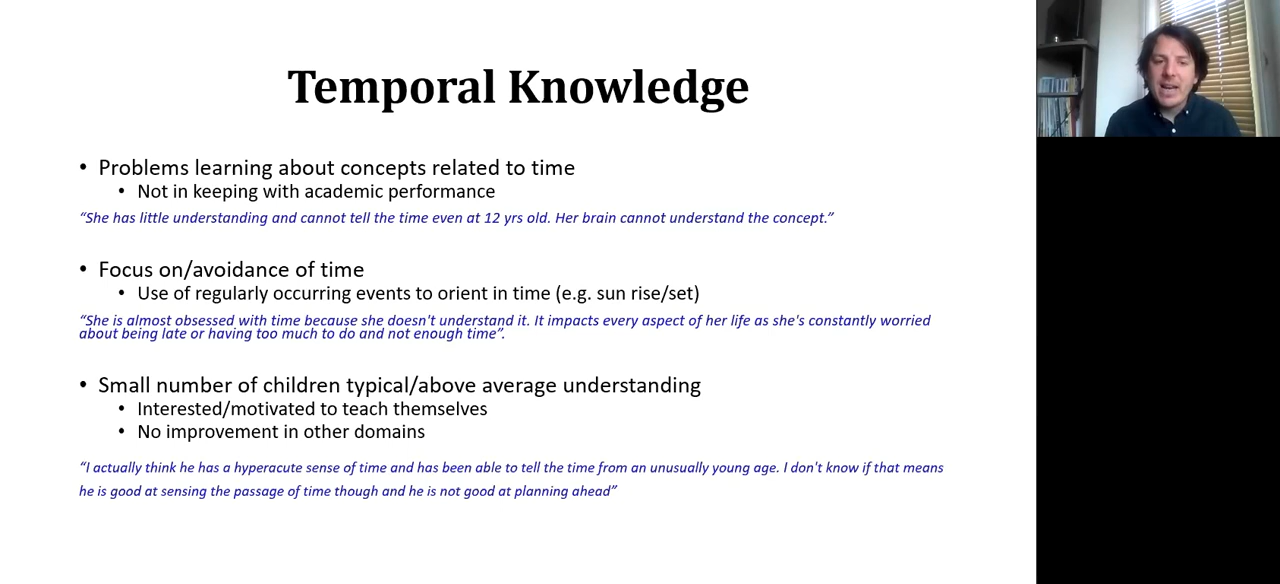 Temporal Knowledge
• Problems learning about concepts related to time
• Not in keeping with academic performance
“She has little understanding and cannot tell the time even at 12 yrs old. Her brain cannot understand the concept.”
• Focus on/avoidance of time
• Use of regularly occurring events to orient in time (e.g. sun rise/set)
“She is almost obsessed with time because she doesn't understand it. It impacts every aspect of her life as she's constantly worried
about being late or having too much to do and not enough time”.
• Small number of children typical/above average understanding
• Interested/motivated to teach themselves
• No improvement in other domains
“I actually think he has a hyperacute sense of time and has been able to tell the time from an unusually young age. I don't know if that means
he is good at sensing the passage of time though and he is not good at planning ahead”